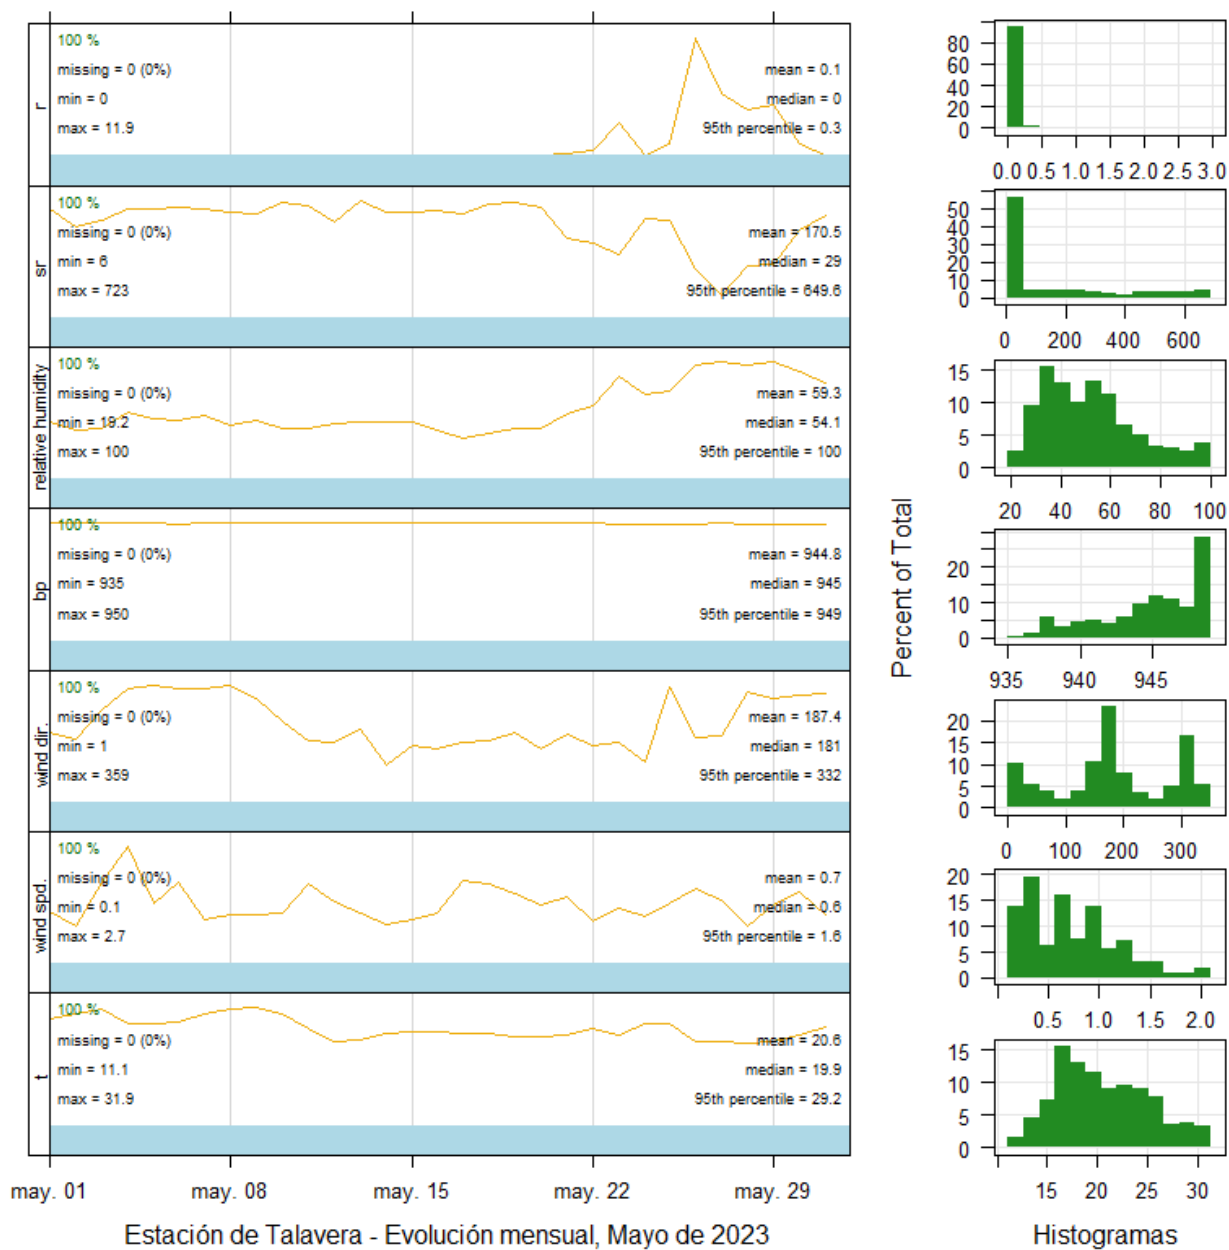 r
100 %
missing = 0 (0%)
min = 0
max = 11.9
mean = 0.1
median = 0
95th percentile = 0.3
sr
100 %
missing = 0 (0%)
min = 6
max = 723
mean = 170.5
median = 29
95th percentile = 649.6
relative humidity
100 %
missing = 0 (0%)
min = 19.2
max = 100
mean = 59.3
median = 54.1
95th percentile = 100
bp
100 %
missing = 0 (0%)
min = 935
max = 950
mean = 944.8
median = 945
95th percentile = 949
wind dir.
100 %
missing = 0 (0%)
min = 1
max = 359
mean = 187.4
median = 181
95th percentile = 332
wind spd.
100 %
missing = 0 (0%)
min = 0.1
max = 2.7
mean = 0.7
median = 0.6
95th percentile = 1.6
t
100 %
missing = 0 (0%)
min = 11.1
max = 31.9
mean = 20.6
median = 19.9
95th percentile = 29.2
may. 01 may. 08 may. 15 may. 22 may. 29
Estación de Talavera - Evolución mensual, Mayo de 2023
Percent of Total
80
60
40
20
0
0.0 0.5 1.0 1.5 2.0 2.5 3.0
50
40
30
20
10
0
0 200 400 600
15
10
5
0
20 40 60 80 100
20
10
0
935 940 945
20
15
10
5
0
0 100 200 300
20
15
10
5
0
0.5 1.0 1.5 2.0
15
10
5
0
15 20 25 30
Histogramas